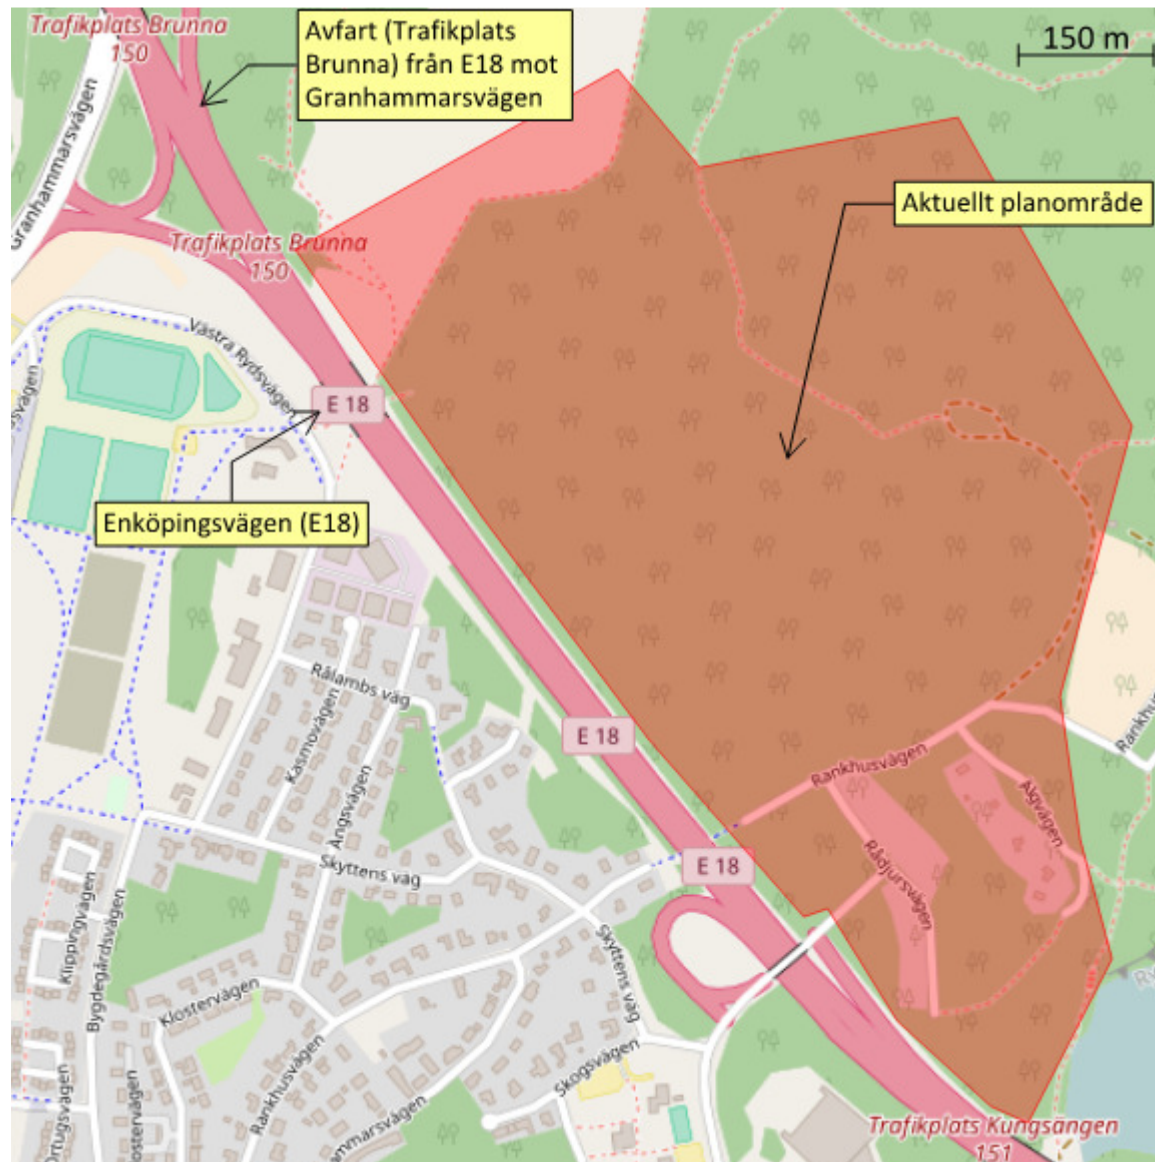 Trafikplats Brunna
150
Avfart (Trafikplats
Brunna) från E18 mot
Granhammarsvägen
150 m
Granhammarsvägen
Aktuellt planområde
Trafikplats Brunna
150
Västra Rydsvägen
E 18
Enköpingsvägen (E18)
Rålambs väg
Käsmovägen
Ängsvägen
E 18
Rankhusvägen
Älgvägen
Rådjursvägen
Skyttens väg
E 18
Klippingvägen
Bygdegårdsvägen
Klostervägen
Skyttens väg
Rankhusvägen
Skogsvägen
Trafikplats Kungsängen
151